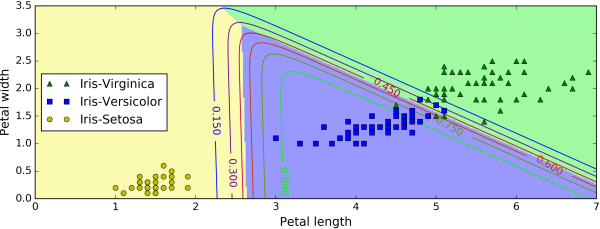 3.5
3.0
2.5
2.0
1.5
1.0
0.5
0.0
Petal width
Iris-Virginica
Iris-Versicolor
Iris-Setosa
0.150
0.300
0.450
0.600
0.750
0.900
0 1 2 3 4 5 6 7
Petal length